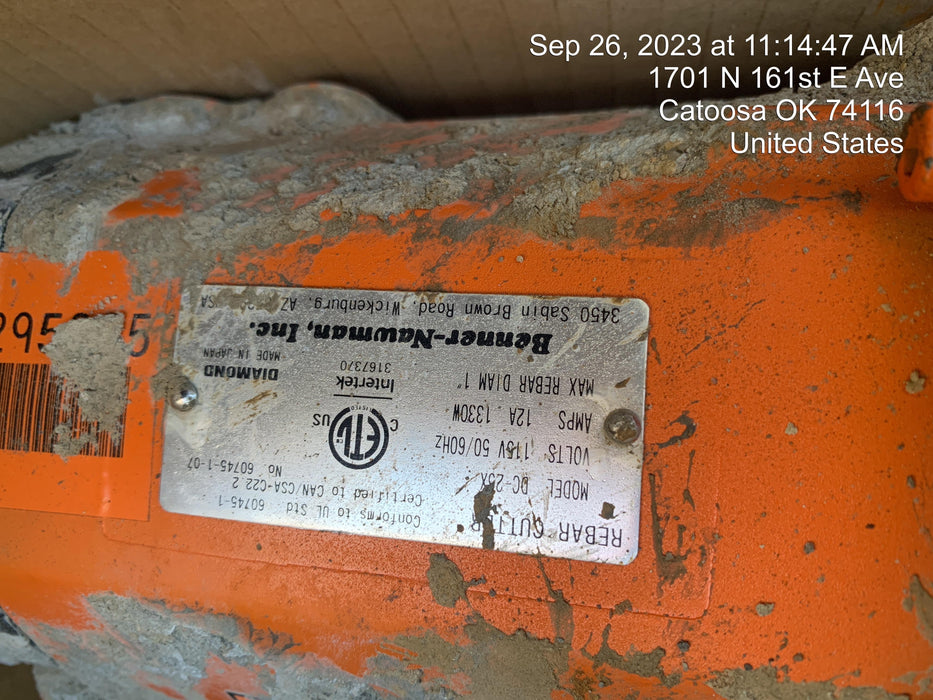 Sep 26, 2023 at 11:14:47 AM
1701 N 161st E Ave
Catoosa OK 74116
United States
REBAR CUTTER
MODEL DC-25X
VOLTS 115V 50/60Hz
AMPS 12A 1330W
MAX REBAR DIAM 1"
Conforms to UL Std 60745-1
Certified to CAN/CSA-C22.2
No. 60745-1-07
C ETL US
LISTED
Intertek
3167370
DIAMOND
MADE IN JAPAN
Benner-Nawman, Inc.
3450 Sabin Brown Road, Wickenburg, AZ